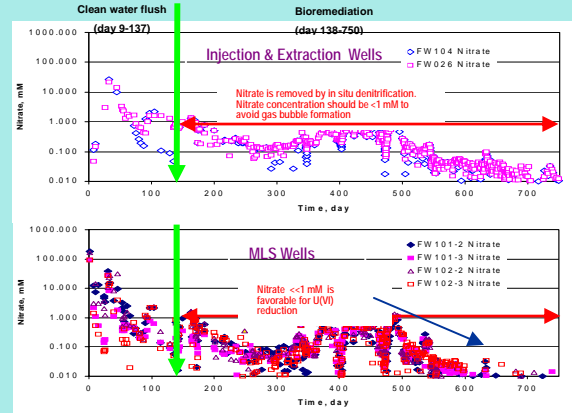 Clean water flush
(day 9-137)
Bioremediation
(day 138-750)
Injection & Extraction Wells
FW104 Nitrate
FW026 Nitrate
Nitrate is removed by in situ denitrification.
Nitrate concentration should be <1 mM to
avoid gas bubble formation
Nitrate, mM
1000.000
100.000
10.000
1.000
0.100
0.010
0 100 200 300 400 500 600 700
Time, day
MLS Wells
FW101-2 Nitrate
FW101-3 Nitrate
FW102-2 Nitrate
FW102-3 Nitrate
Nitrate <<1 mM is
favorable for U(VI)
reduction
Nitrate, mM
1000.000
100.000
10.000
1.000
0.100
0.010
0 100 200 300 400 500 600 700
Time, day